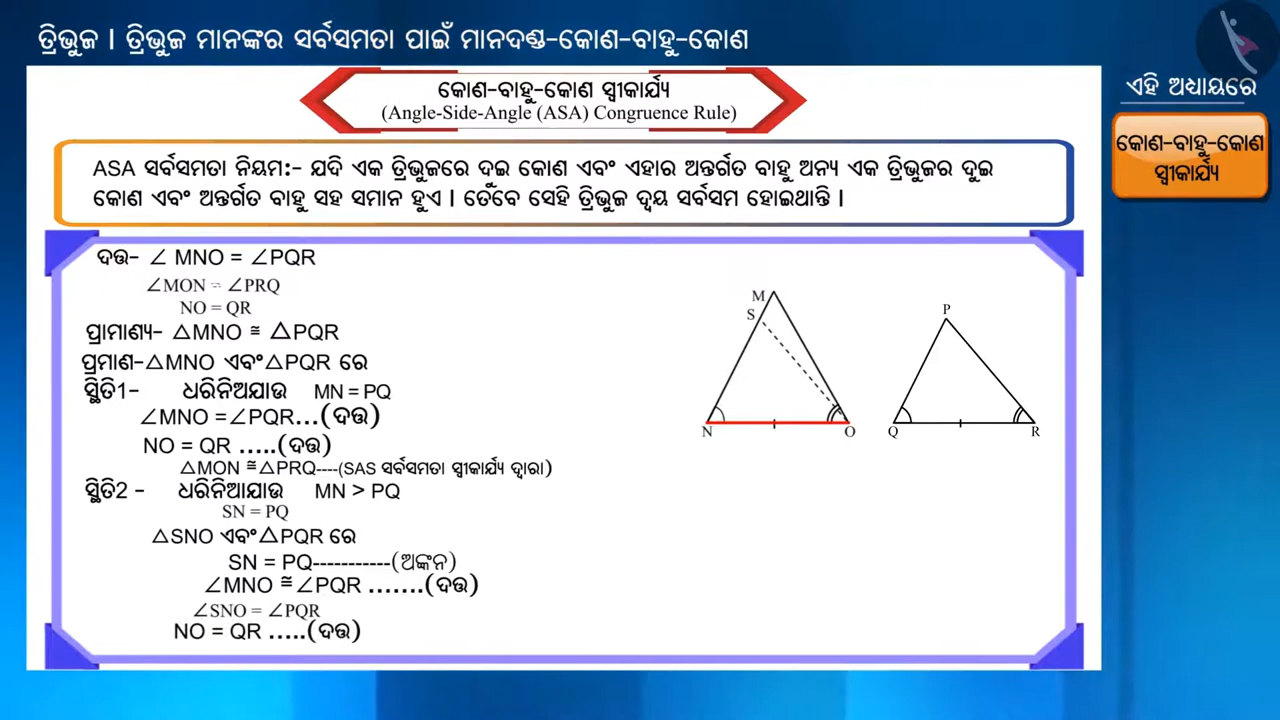 ତ୍ରିଭୁଜ । ତ୍ରିଭୁଜ ମାନଙ୍କର ସର୍ବସମତା ପାଇଁ ମାନଦଣ୍ଡ-କୋଣ-ବାହୁ-କୋଣ
ଏହି ଅଧ୍ୟାୟରେ
କୋଣ-ବାହୁ-କୋଣ
ସ୍ବୀକାର୍ଯ୍ୟ
କୋଣ-ବାହୁ-କୋଣ ସ୍ୱୀକାର୍ଯ୍ୟ
(Angle-Side-Angle (ASA) Congruence Rule)
ASA ସର୍ବସମତା ନିୟମ:- ଯଦି ଏକ ତ୍ରିଭୁଜରେ ଦୁଇ କୋଣ ଏବଂ ଏହାର ଅନ୍ତର୍ଗତ ବାହୁ ଅନ୍ୟ ଏକ ତ୍ରିଭୁଜର ଦୁଇ
କୋଣ ଏବଂ ଅନ୍ତର୍ଗତ ବାହୁ ସହ ସମାନ ହୁଏ । ତେବେ ସେହି ତ୍ରିଭୁଜ ଦ୍ୱୟ ସର୍ବସମ ହୋଇଥାନ୍ତି ।
ଦତ୍ତ- ∠ MNO = ∠PQR
∠MON = ∠PRQ
NO = QR
ପ୍ରାମାଣ୍ୟ- △MNO ≅ △PQR
ପ୍ରମାଣ-△MNO ଏବଂ△PQR ରେ
ସ୍ଥିତି1- ଧରିନିଅଯାଉ MN = PQ
∠MNO =∠PQR...(ଦତ୍ତ)
NO = QR .....(ଦତ୍ତ)
△MON ≅△PRQ----(SAS ସର୍ବସମତା ସ୍ୱୀକାର୍ଯ୍ୟ ଦ୍ୱାରା)
ସ୍ଥିତି2 - ଧରିନିଆଯାଉ MN > PQ
SN = PQ
△SNO ଏବଂ△PQR ରେ
SN = PQ-----------(ଅଙ୍କନ)
∠MNO ≅ ∠PQR .......(ଦତ୍ତ)
∠SNO = ∠PQR
NO = QR .....(ଦତ୍ତ)
M
S
N
O
P
Q
R